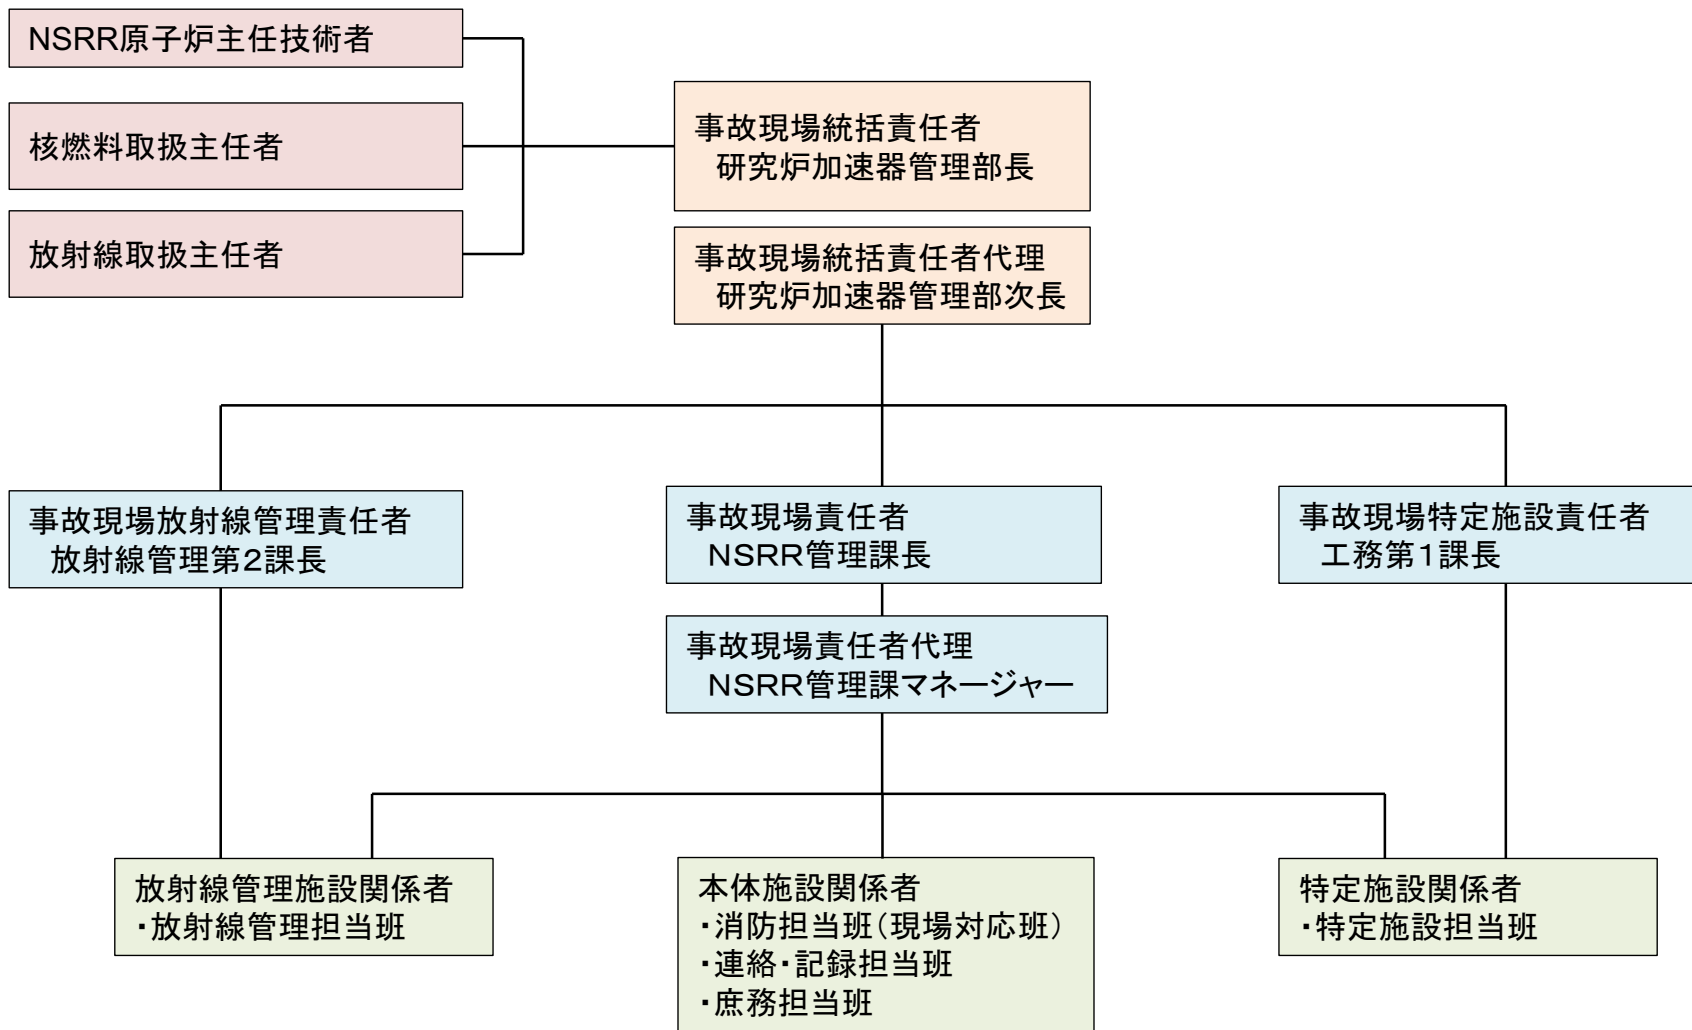 NSRR原子炉主任技術者
核燃料取扱主任者
放射線取扱主任者
事故現場統括責任者
研究炉加速器管理部長
事故現場統括責任者代理
研究炉加速器管理部次長
事故現場放射線管理責任者
放射線管理第２課長
事故現場責任者
ＮＳＲＲ管理課長
事故現場特定施設責任者
工務第１課長
事故現場責任者代理
ＮＳＲＲ管理課マネージャー
放射線管理施設関係者
・放射線管理担当班
本体施設関係者
・消防担当班（現場対応班）
・連絡・記録担当班
・庶務担当班
特定施設関係者
・特定施設担当班